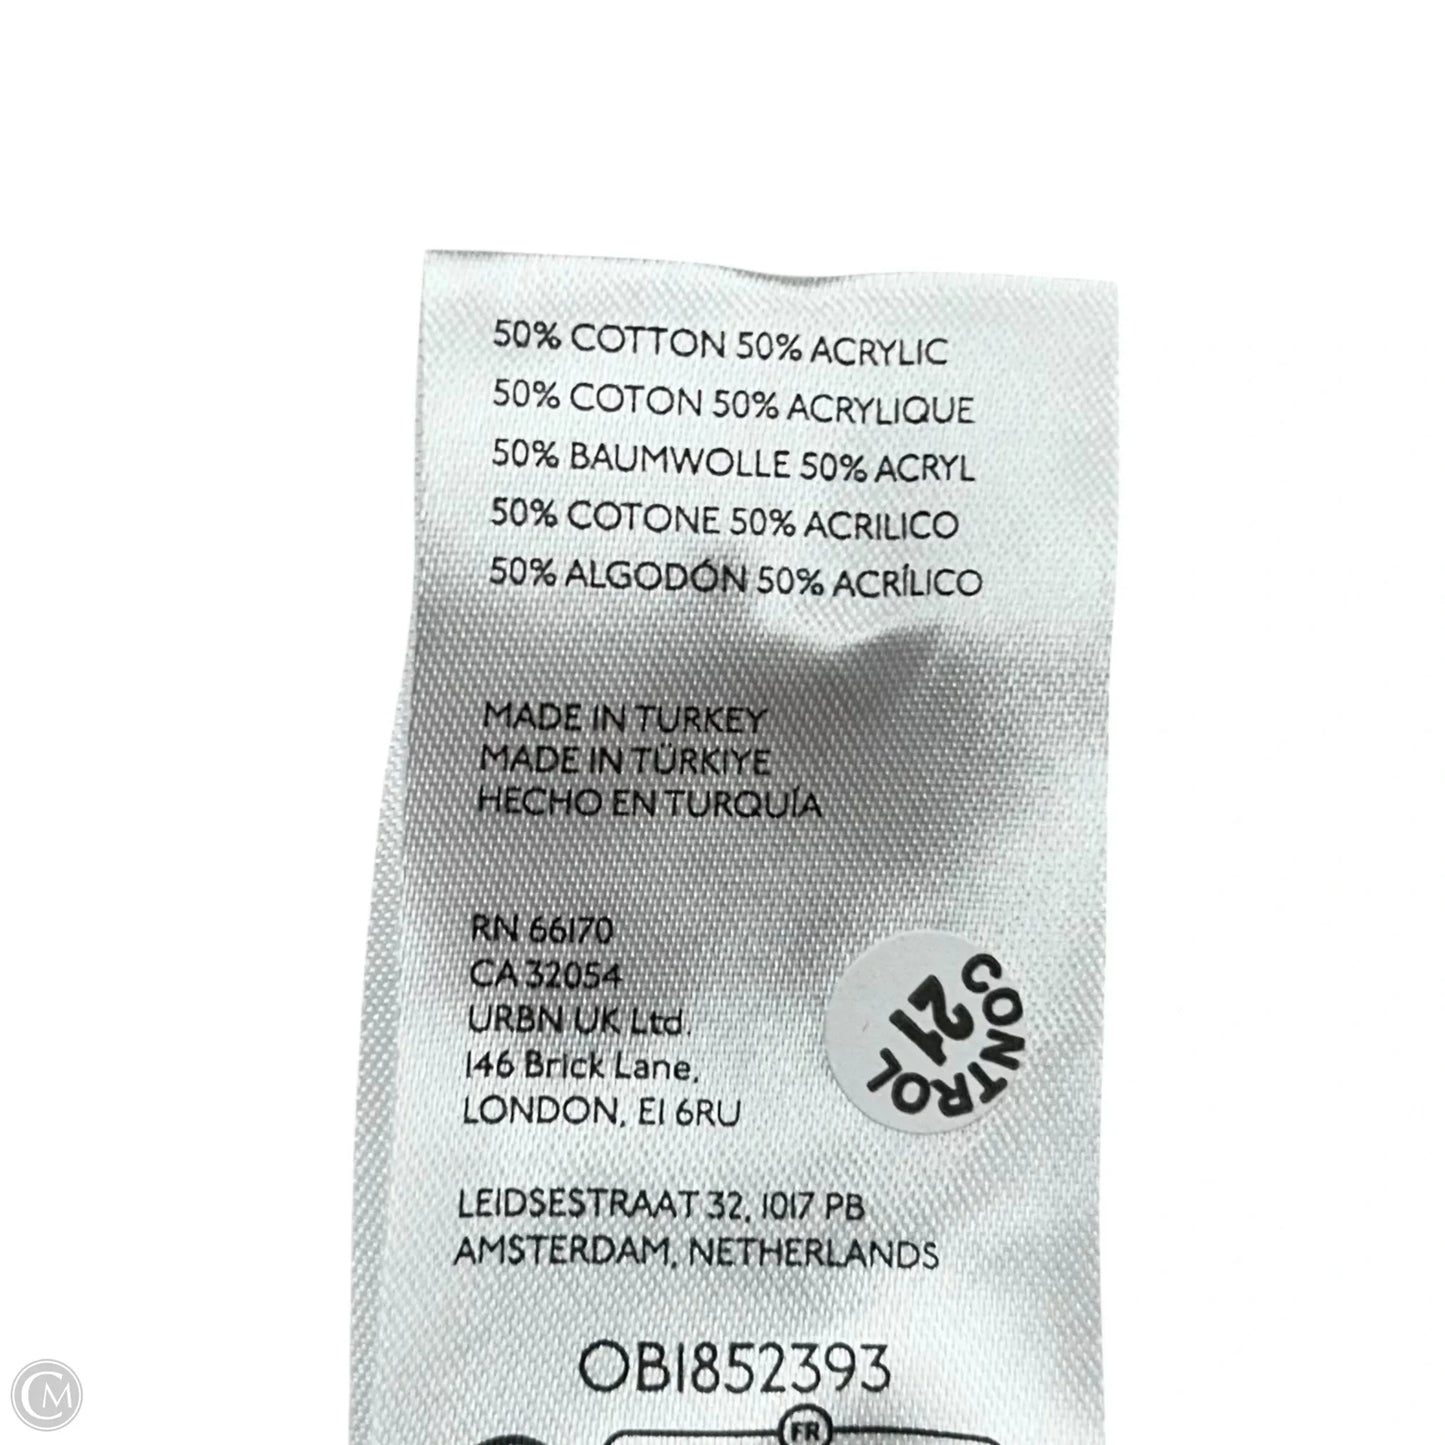 50% COTTON 50% ACRYLIC
50% COTON 50% ACRYLIQUE
50% BAUMWOLLE 50% ACRYL
50% COTONE 50% ACRILICO
50% ALGODÓN 50% ACRÍLICO
MADE IN TURKEY
MADE IN TÜRKIYE
HECHO EN TURQUÍA
RN 66170
CA 32054
URBN UK Ltd.
146 Brick Lane,
LONDON, E1 6RU
CONTROL
21
LEIDSESTRAAT 32, 1017 PB
AMSTERDAM, NETHERLANDS
OB1852393
FR
CM